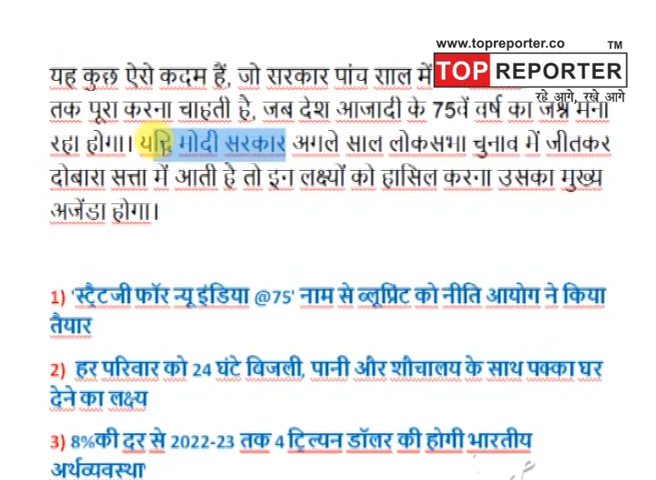 www.topreporter.co
TM
TOP REPORTER
रहे आगे, रखे आगे
यह कुछ ऐसे कदम हैं, जो सरकार पांच साल में
तक पूरा करना चाहती है, जब देश आजादी के 75वें वर्ष का जश्न मना
रहा होगा। यदि मोदी सरकार अगले साल लोकसभा चुनाव में जीतकर
दोबारा सत्ता में आती है तो इन लक्ष्यों को हासिल करना उसका मुख्य
अजेंडा होगा।
1) 'स्ट्रैटजी फॉर न्यू इंडिया @75' नाम से ब्लूप्रिंट को नीति आयोग ने किया
तैयार
2) हर परिवार को 24 घंटे बिजली, पानी और शौचालय के साथ पक्का घर
देने का लक्ष्य
3) 8%की दर से 2022-23 तक 4 ट्रिल्यन डॉलर की होगी भारतीय
अर्थव्यवस्था'